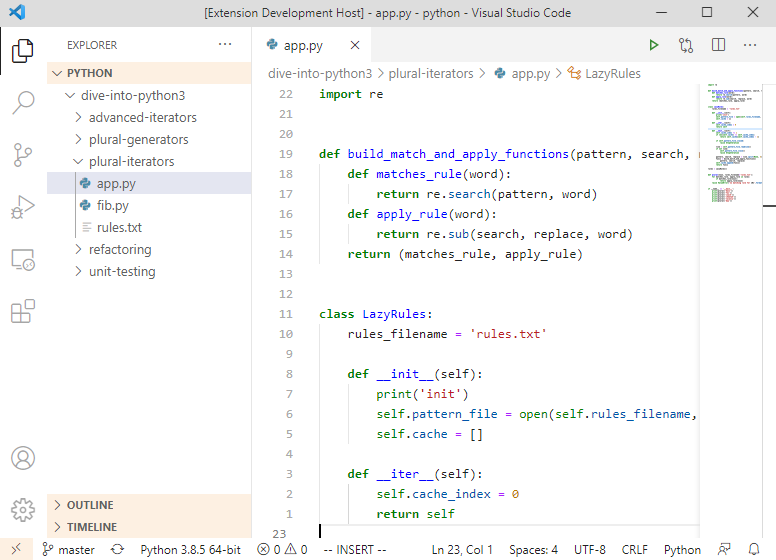 [Extension Development Host] - app.py - python - Visual Studio Code
EXPLORER
PYTHON
dive-into-python3
advanced-iterators
plural-generators
plural-iterators
app.py
fib.py
rules.txt
refactoring
unit-testing
OUTLINE
TIMELINE
app.py
dive-into-python3 > plural-iterators > app.py > LazyRules
22 import re
21
20
19 def build_match_and_apply_functions(pattern, search,
18 def matches_rule(word):
17 return re.search(pattern, word)
16 def apply_rule(word):
15 return re.sub(search, replace, word)
14 return (matches_rule, apply_rule)
13
12
11 class LazyRules:
10 rules_filename = 'rules.txt'
9
8 def __init__(self):
7 print('init')
6 self.pattern_file = open(self.rules_filename,
5 self.cache = []
4
3 def __iter__(self):
2 self.cache_index = 0
1 return self
23
master Python 3.8.5 64-bit 0 0 -- INSERT -- Ln 23, Col 1 Spaces: 4 UTF-8 CRLF Python